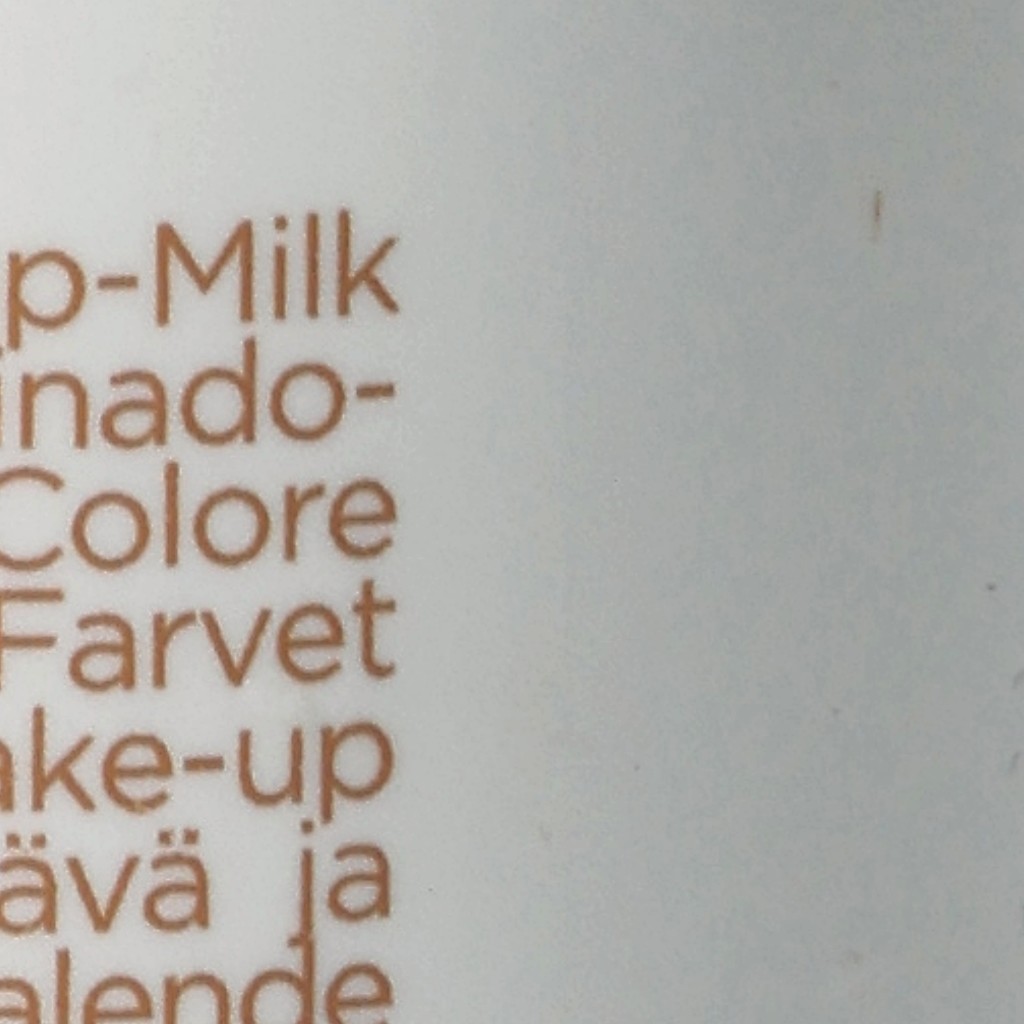 p-Milk
inado-
Colore
Farvet
ake-up
ävä ja
alende